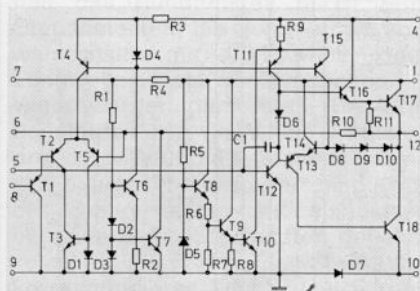 R3 R9 4
T4 D4 T11 T15
7 R4 1
R1 T16 T17
D6 R10 R11
6 12
T2 T5 R5 C1 T14
5 T13 D8 D9 D10
8 T1 T6 T8 T12
R6
D2 T18
T3 T7 T9 T10
D1 D3 R2 D5 R7 R8 D7
9 10